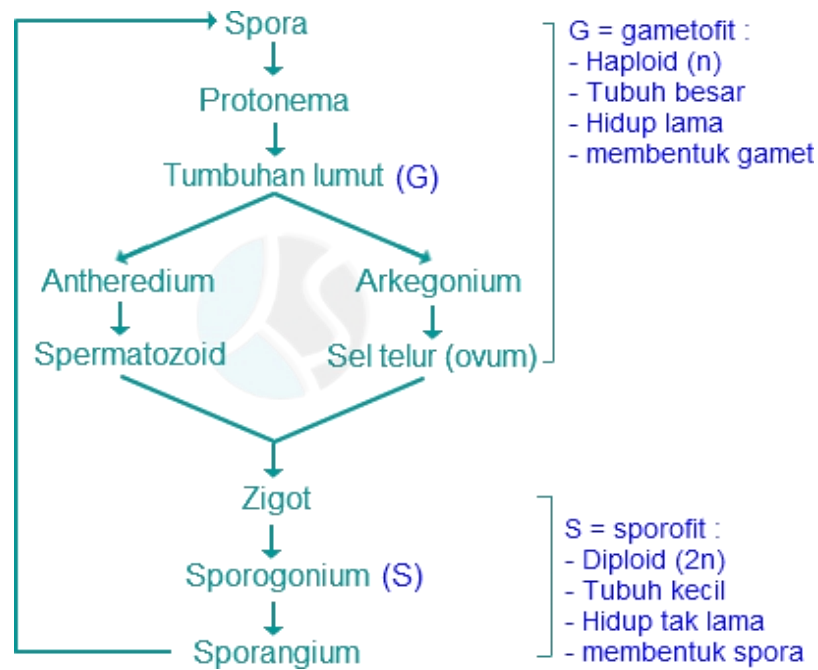 Spora
Protonema
Tumbuhan lumut (G)
Antheredium
Arkegonium
Spermatozoid
Sel telur (ovum)
Zigot
Sporogonium (S)
Sporangium
G = gametofit :
- Haploid (n)
- Tubuh besar
- Hidup lama
- membentuk gamet
S = sporofit :
- Diploid (2n)
- Tubuh kecil
- Hidup tak lama
- membentuk spora